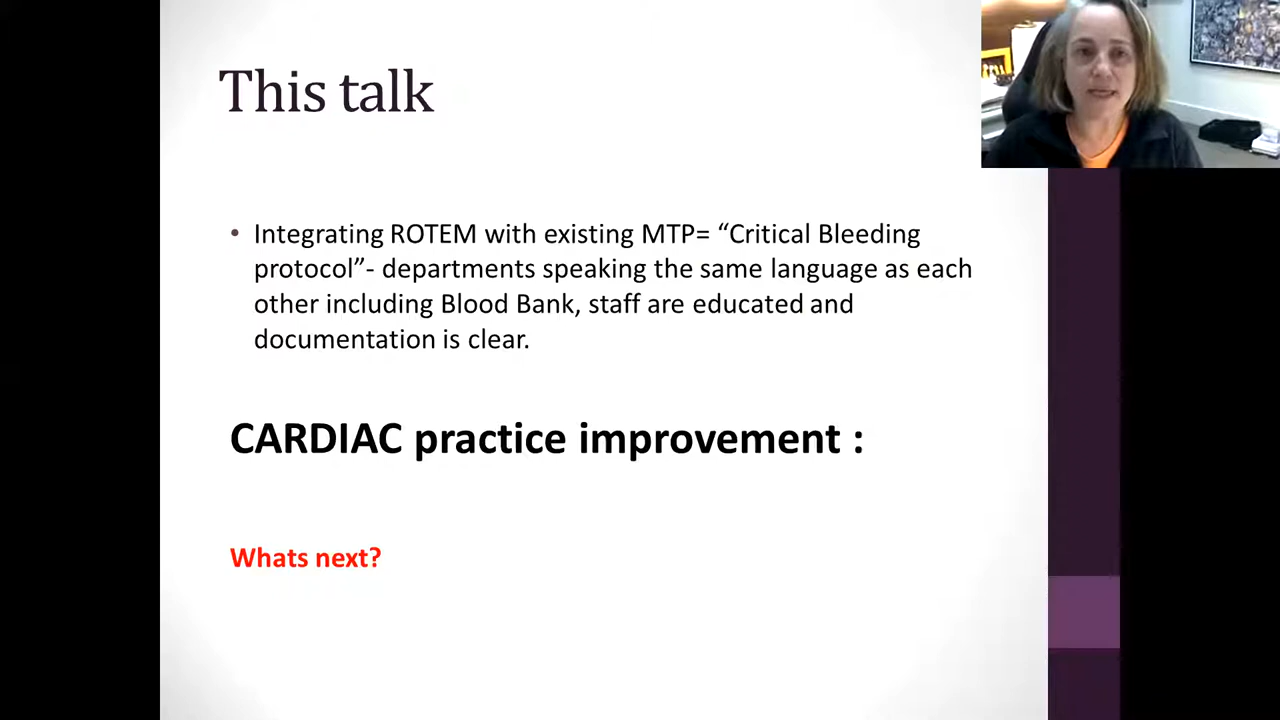 This talk
• Integrating ROTEM with existing MTP= “Critical Bleeding
protocol”- departments speaking the same language as each
other including Blood Bank, staff are educated and
documentation is clear.
CARDIAC practice improvement :
Whats next?